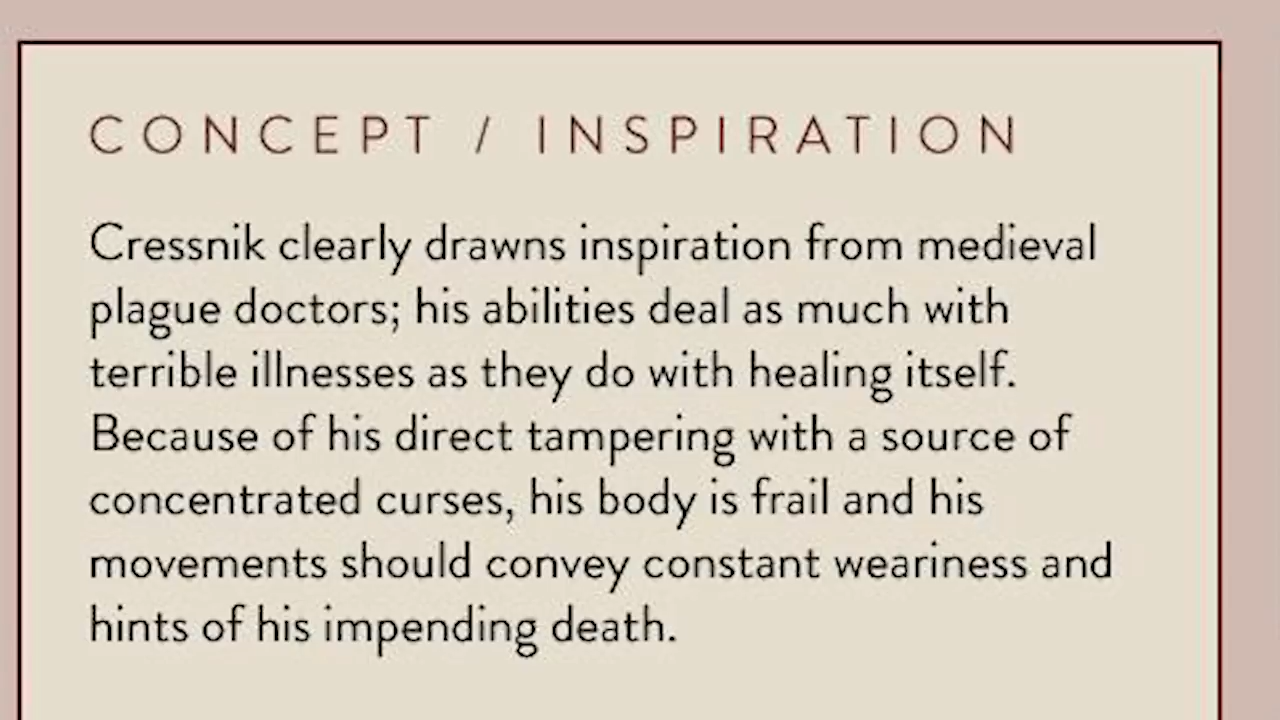 CONCEPT / INSPIRATION
Cressnik clearly drawns inspiration from medieval
plague doctors; his abilities deal as much with
terrible illnesses as they do with healing itself.
Because of his direct tampering with a source of
concentrated curses, his body is frail and his
movements should convey constant weariness and
hints of his impending death.